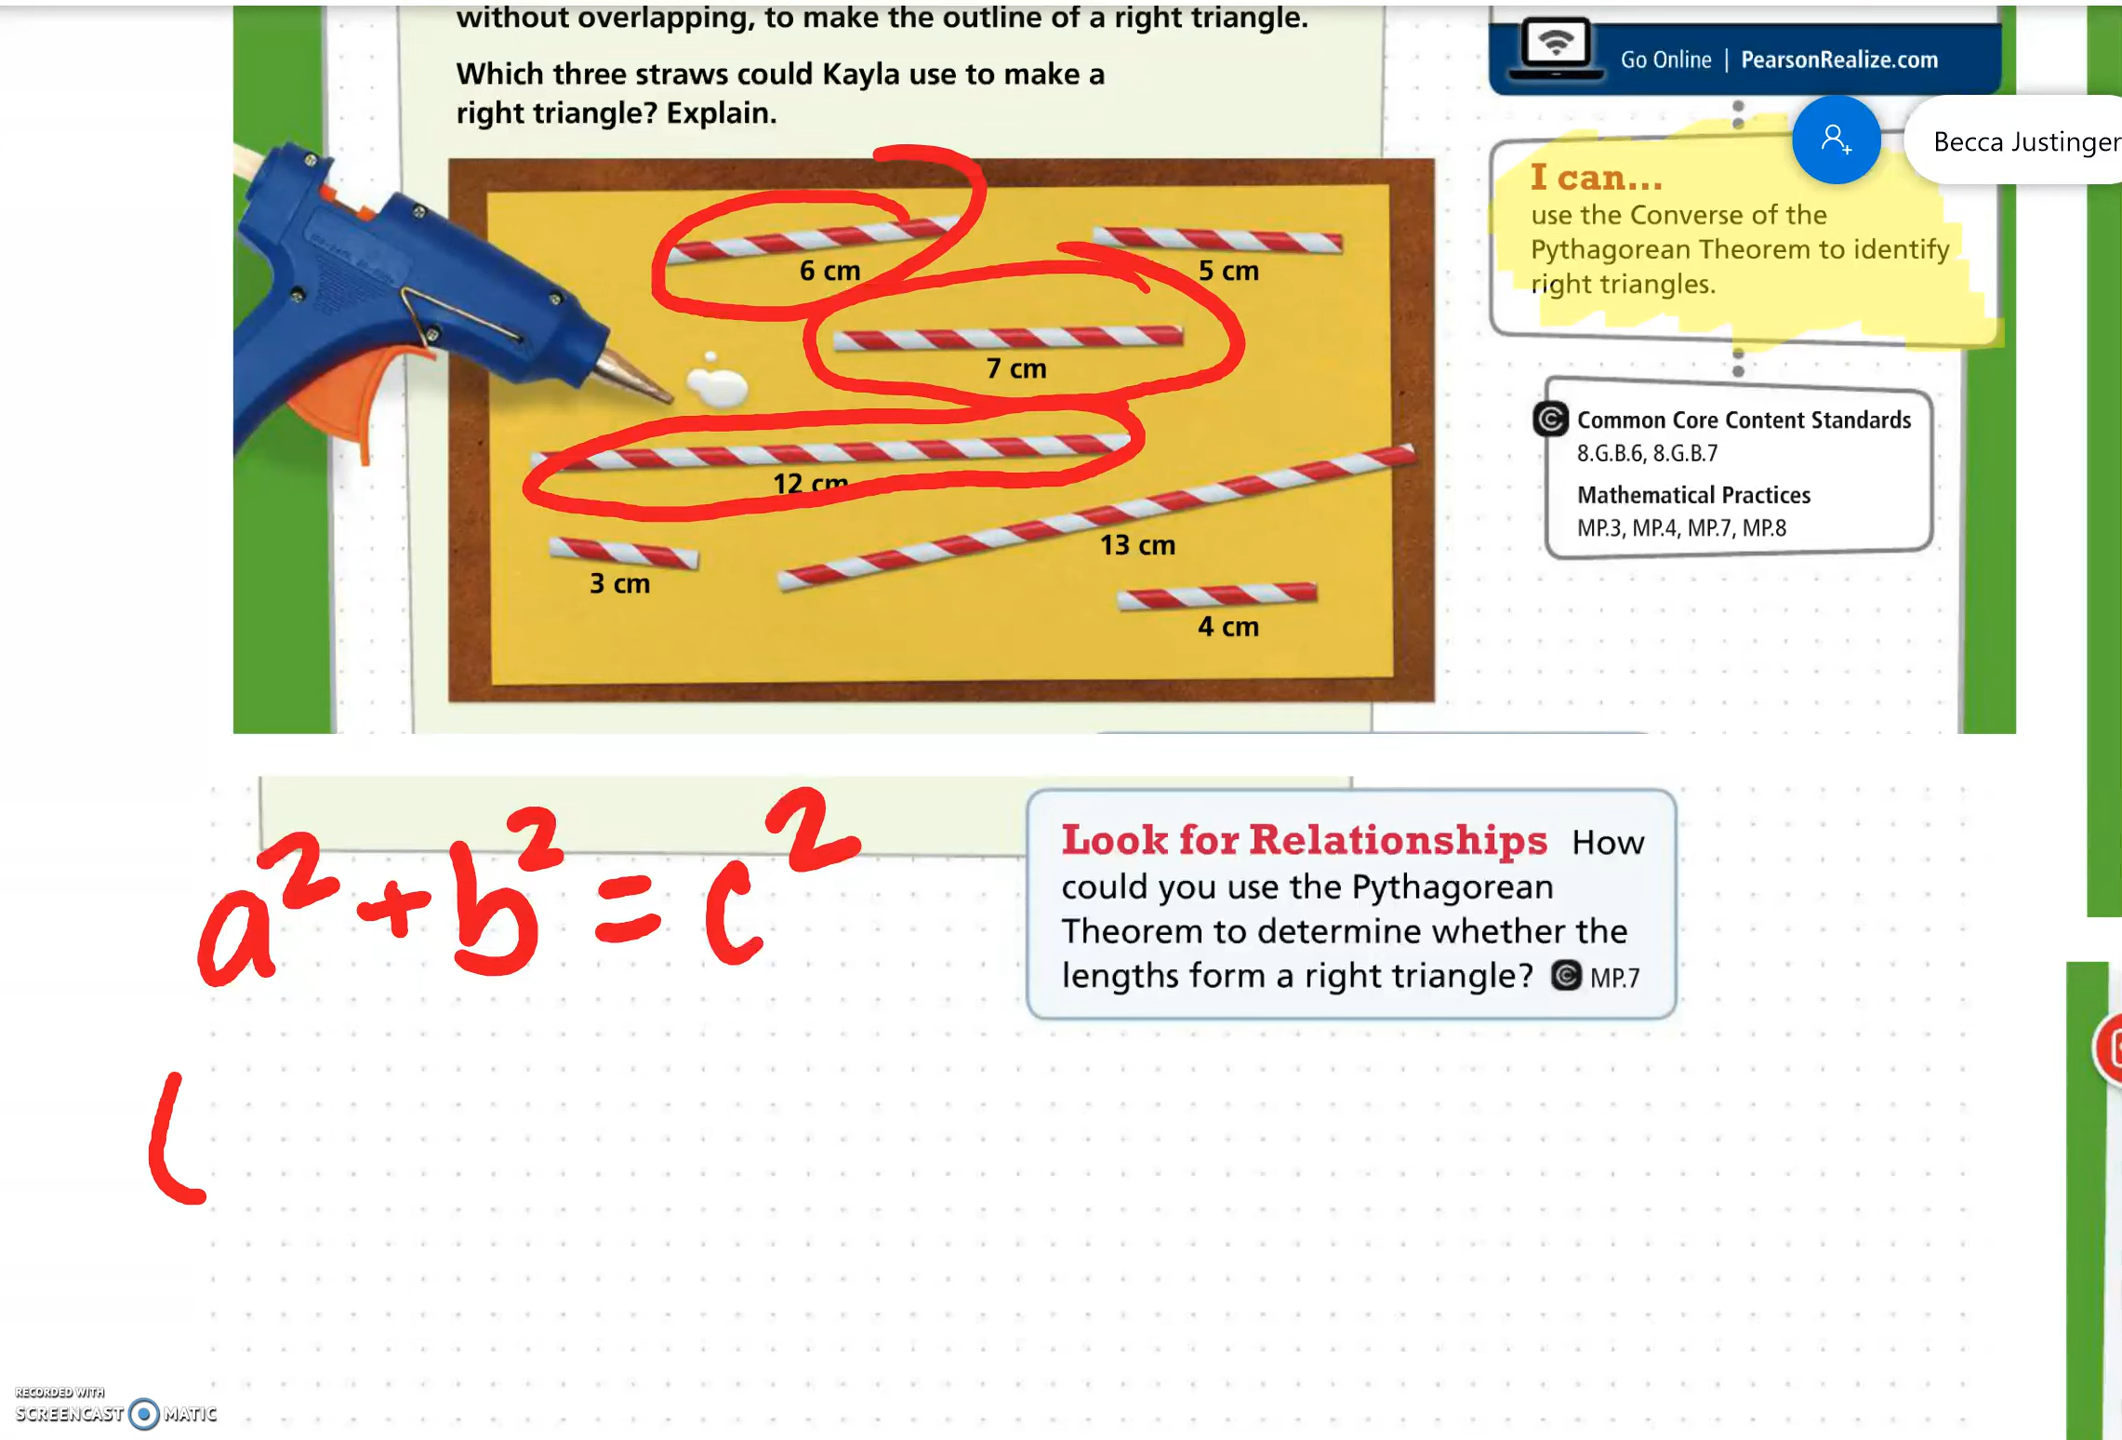 without overlapping, to make the outline of a right triangle.
Which three straws could Kayla use to make a
right triangle? Explain.
Go Online | PearsonRealize.com
Becca Justinger
I can...
use the Converse of the
Pythagorean Theorem to identify
right triangles.
6 cm
5 cm
7 cm
12 cm
13 cm
3 cm
4 cm
Common Core Content Standards
8.G.B.6, 8.G.B.7
Mathematical Practices
MP.3, MP.4, MP.7, MP.8
a² + b² = c²
(
Look for Relationships How
could you use the Pythagorean
Theorem to determine whether the
lengths form a right triangle? © MP.7
RECORDED WITH
SCREENCAST MATIC